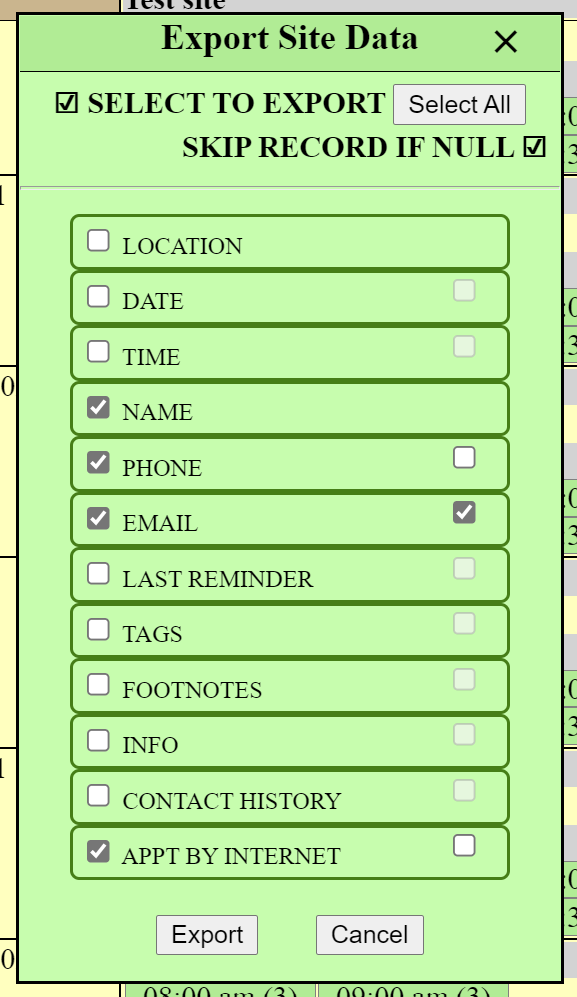 Test site
Export Site Data ×
☑ SELECT TO EXPORT Select All
SKIP RECORD IF NULL ☑
LOCATION
DATE
TIME
NAME
PHONE
EMAIL
LAST REMINDER
TAGS
FOOTNOTES
INFO
CONTACT HISTORY
APPT BY INTERNET
Export Cancel
08:00 am (3) 09:00 am (3)